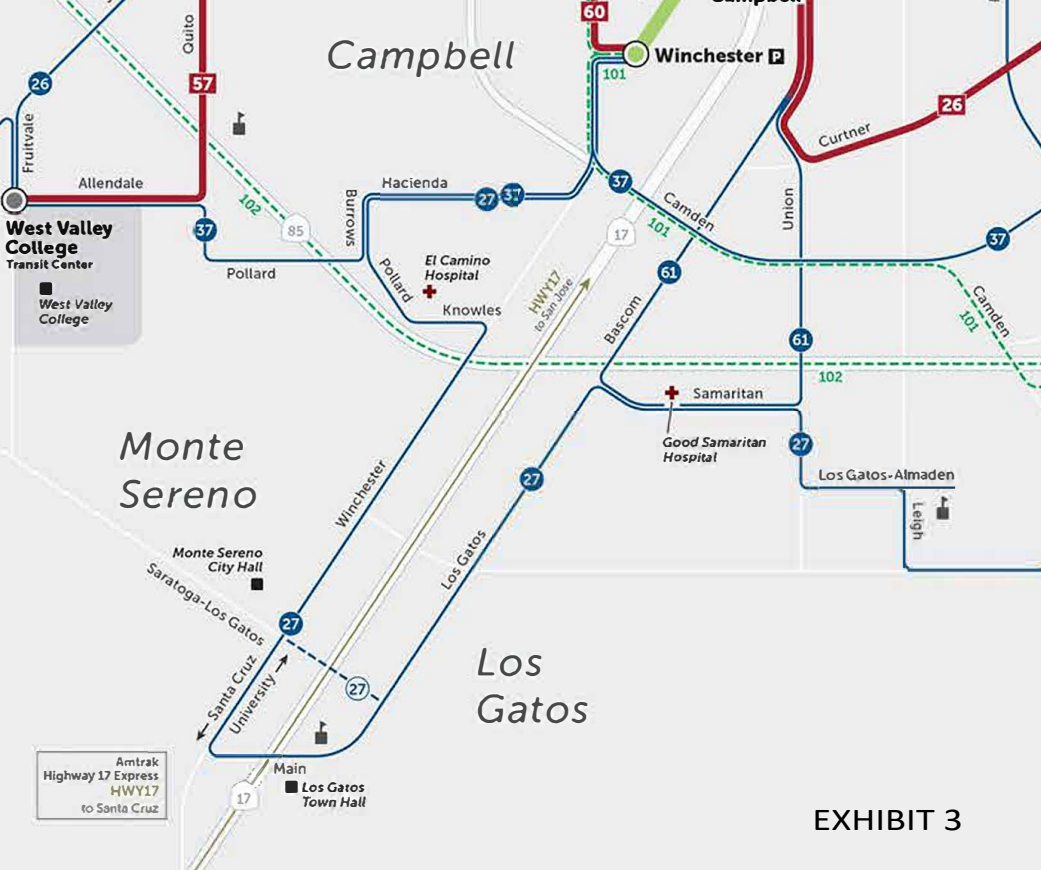 60
Campbell
Winchester P
101
Campbell
Quito
26
57
26
Curtner
Fruitvale
Allendale
102
85
West Valley
College
Transit Center
West Valley
College
37
Pollard
Burrows
Hacienda
27
37
37
Camden
101
17
Union
37
Pollard
El Camino
Hospital
Knowles
HWY17
to San Jose
61
Bascom
61
Camden
101
102
Samaritan
Good Samaritan
Hospital
27
Los Gatos-Almaden
Leigh
Monte
Sereno
Winchester
27
Los Gatos
Monte Sereno
City Hall
Saratoga-Los Gatos
27
Santa Cruz
University
27
Los
Gatos
Main
Los Gatos
Town Hall
17
Amtrak
Highway 17 Express
HWY17
to Santa Cruz
EXHIBIT 3